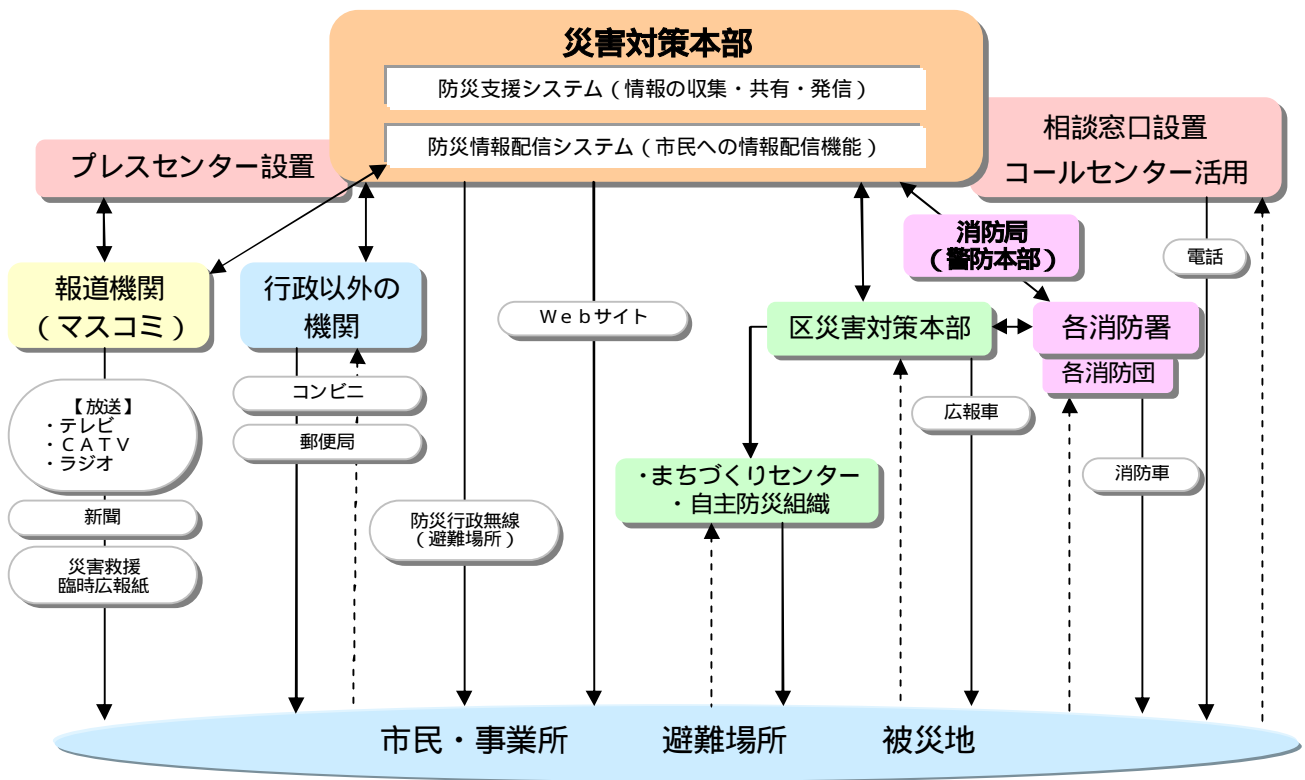 災害対策本部
防災支援システム（情報の収集・共有・発信）
防災情報配信システム（市民への情報配信機能）
プレスセンター設置
相談窓口設置
コールセンター活用
報道機関
（マスコミ）
行政以外の
機関
消防局
（警防本部）
電話
Ｗｅｂサイト
区災害対策本部
各消防署
各消防団
【放送】
・テレビ
・ＣＡＴＶ
・ラジオ
新聞
災害救援
臨時広報紙
コンビニ
郵便局
防災行政無線
（避難場所）
・まちづくりセンター
・自主防災組織
広報車
消防車
市民・事業所
避難場所
被災地